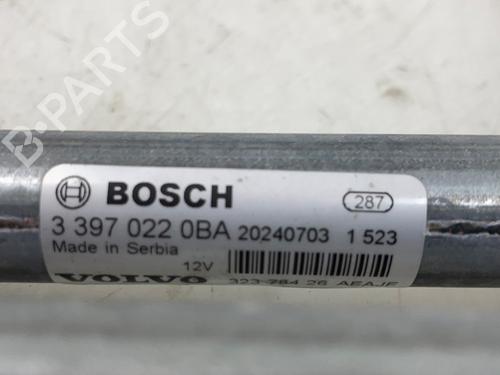 B-PARTS
BOSCH
287
3 397 022 0BA 20240703 1 523
Made in Serbia
12V
VOLVO